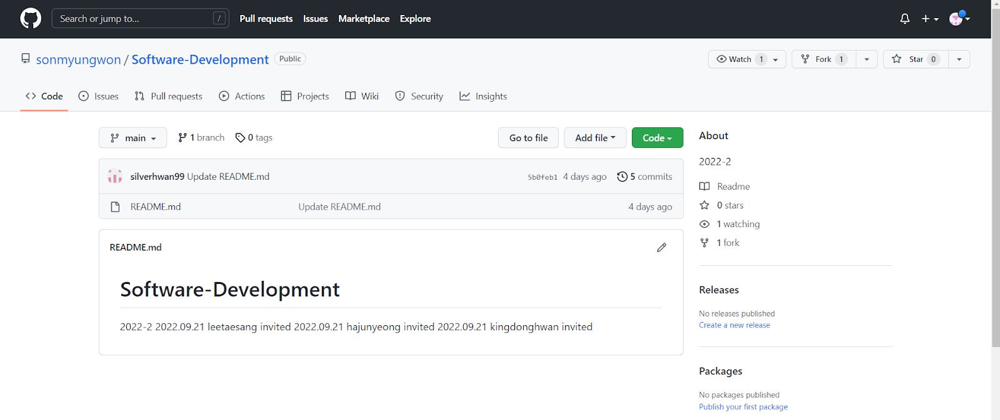 Search or jump to... / Pull requests Issues Marketplace Explore
sonmyungwon / Software-Development Public Watch 1 Fork 1 Star 0
<> Code Issues Pull requests Actions Projects Wiki Security Insights
main 1 branch 0 tags Go to file Add file Code
silverhwan99 Update README.md 5b0feb1 4 days ago 5 commits
README.md Update README.md 4 days ago
README.md
Software-Development
2022-2 2022.09.21 leetaesang invited 2022.09.21 hajunyeong invited 2022.09.21 kingdonghwan invited
About
2022-2
Readme
0 stars
1 watching
1 fork
Releases
No releases published
Create a new release
Packages
No packages published
Publish your first package